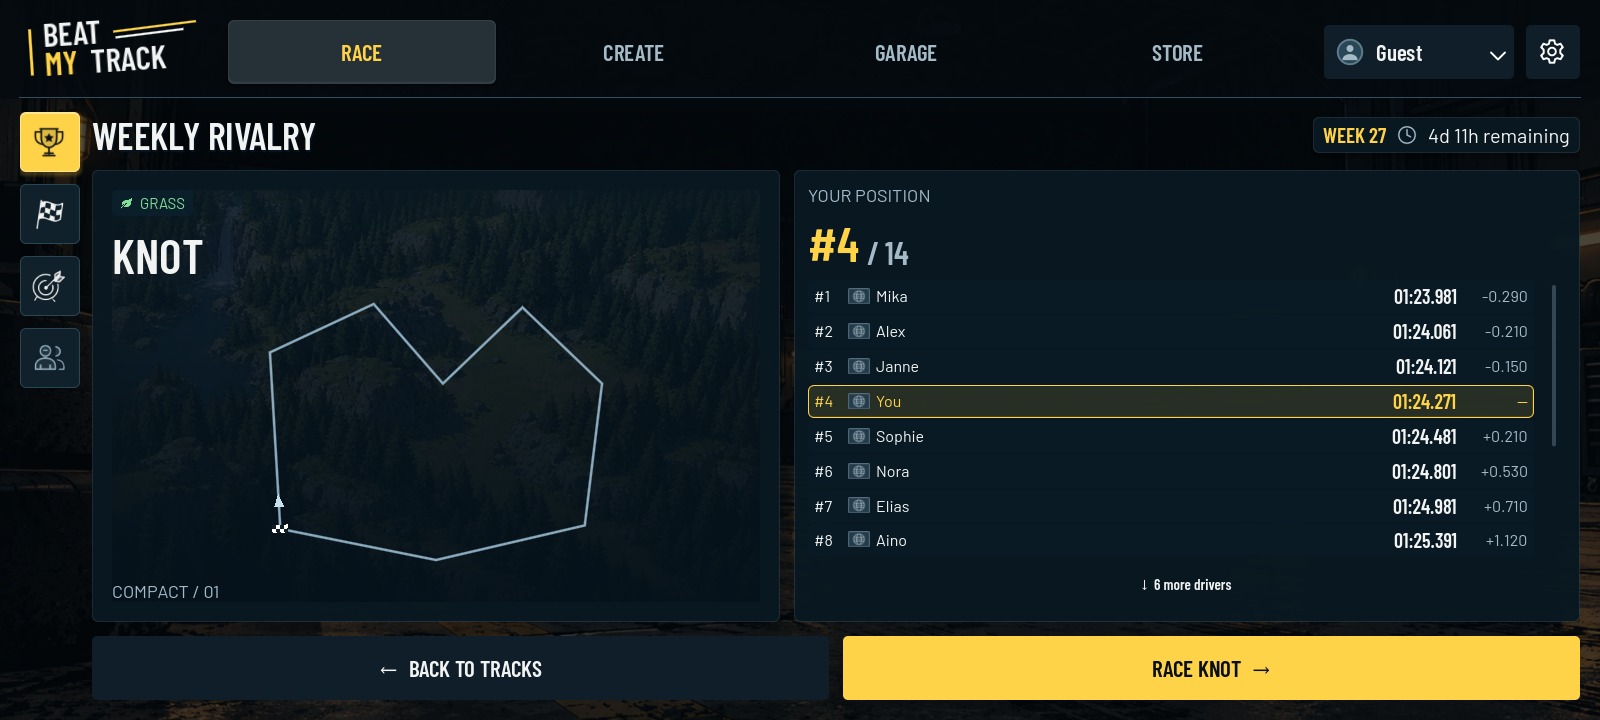 BEAT
MY TRACK
RACE
CREATE
GARAGE
STORE
Guest
WEEKLY RIVALRY
WEEK 27 4d 11h remaining
GRASS
KNOT
COMPACT / 01
YOUR POSITION
#4 / 14
#1 Mika 01:23.981 -0.290
#2 Alex 01:24.061 -0.210
#3 Janne 01:24.121 -0.150
#4 You 01:24.271 —
#5 Sophie 01:24.481 +0.210
#6 Nora 01:24.801 +0.530
#7 Elias 01:24.981 +0.710
#8 Aino 01:25.391 +1.120
↓ 6 more drivers
← BACK TO TRACKS
RACE KNOT →